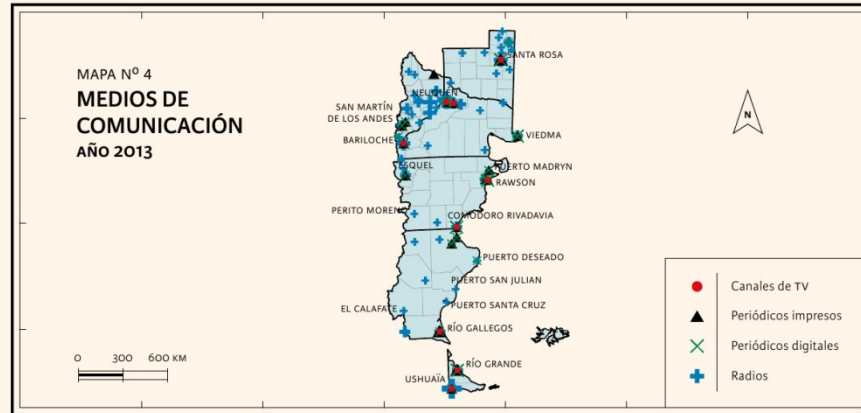 MAPA Nº 4
MEDIOS DE
COMUNICACIÓN
AÑO 2013
SANTA ROSA
NEUQUÉN
SAN MARTÍN
DE LOS ANDES
BARILOCHE
VIEDMA
ESQUEL
PUERTO MADRYN
RAWSON
PERITO MORENO
COMODORO RIVADAVIA
PUERTO DESEADO
PUERTO SAN JULIAN
EL CALAFATE
PUERTO SANTA CRUZ
RÍO GALLEGOS
RÍO GRANDE
USHUAÏA
N
Canales de TV
Periódicos impresos
Periódicos digitales
Radios
0 300 600 KM